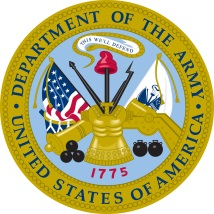 DEPARTMENT OF THE ARMY
THIS WE'LL DEFEND
1775
UNITED STATES OF AMERICA